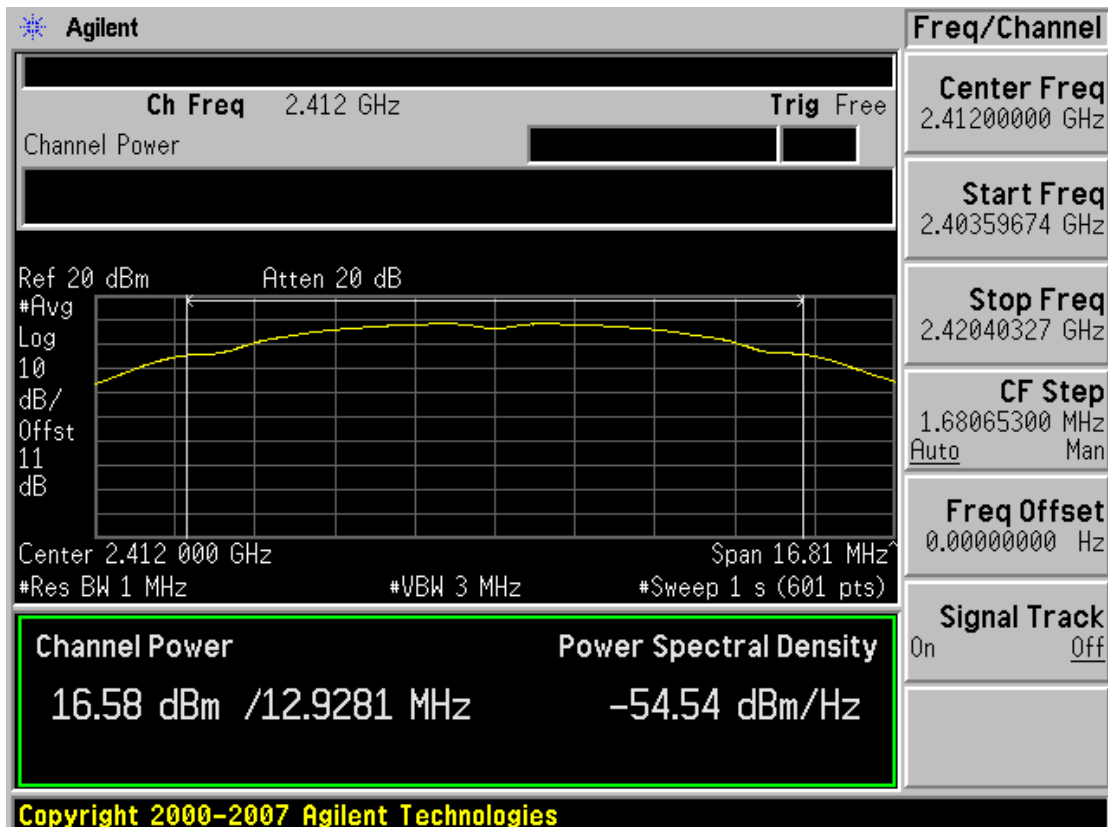 Agilent
Freq/Channel
Ch Freq 2.412 GHz Trig Free
Channel Power
Center Freq
2.41200000 GHz
Start Freq
2.40359674 GHz
Stop Freq
2.42040327 GHz
CF Step
1.68065300 MHz
Auto Man
Freq Offset
0.00000000 Hz
Signal Track
On Off
Ref 20 dBm Atten 20 dB
#Avg
Log
10
dB/
Offst
11
dB
Center 2.412 000 GHz Span 16.81 MHz^
#Res BW 1 MHz #VBW 3 MHz #Sweep 1 s (601 pts)
Channel Power Power Spectral Density
16.58 dBm /12.9281 MHz -54.54 dBm/Hz
Copyright 2000-2007 Agilent Technologies